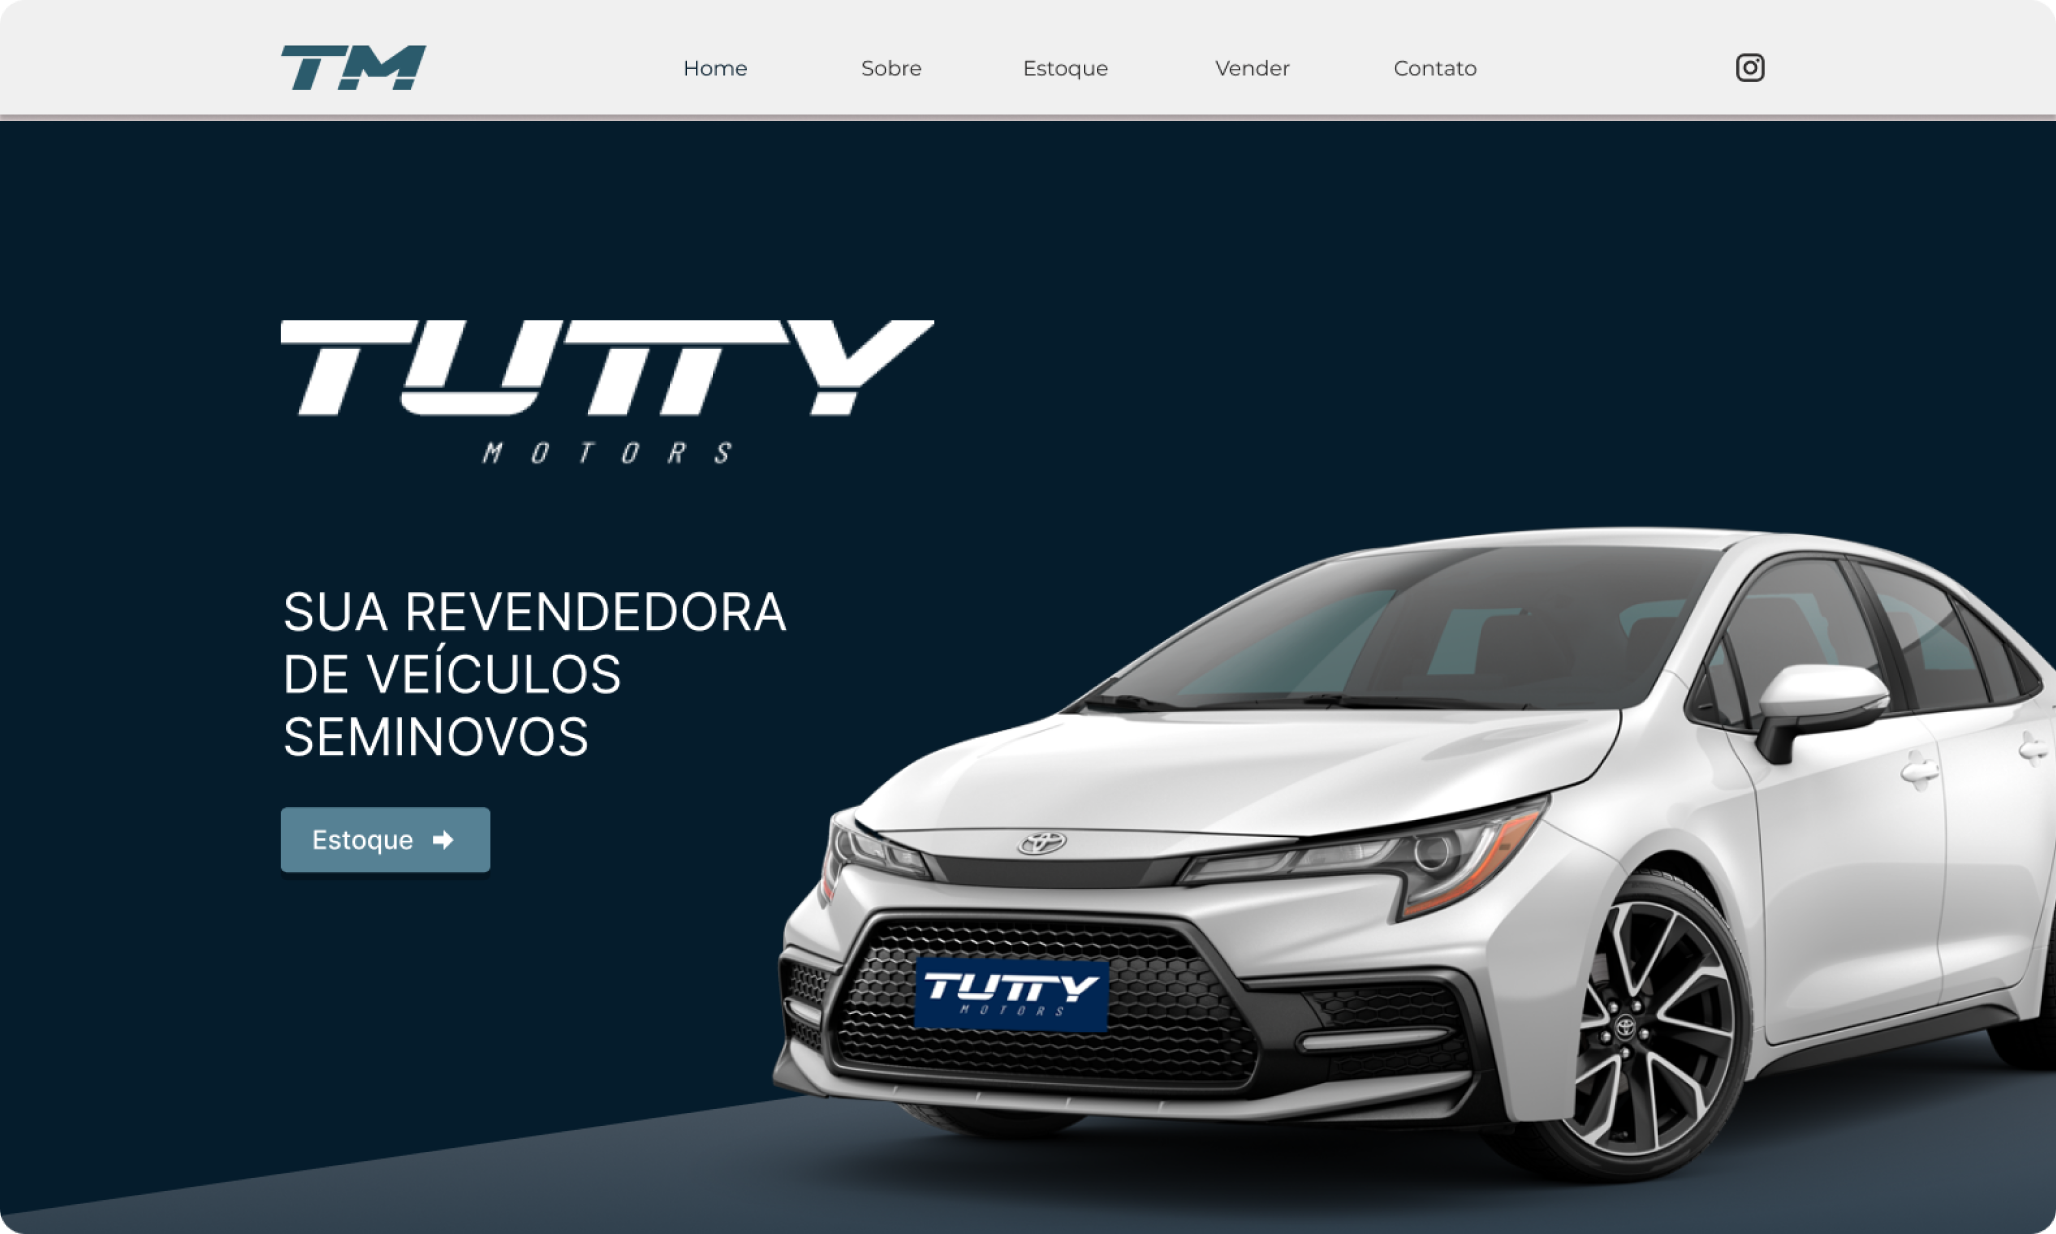 TM
Home
Sobre
Estoque
Vender
Contato
TUTTY
MOTORS
SUA REVENDEDORA
DE VEÍCULOS
SEMINOVOS
Estoque
TUTTY
MOTORS